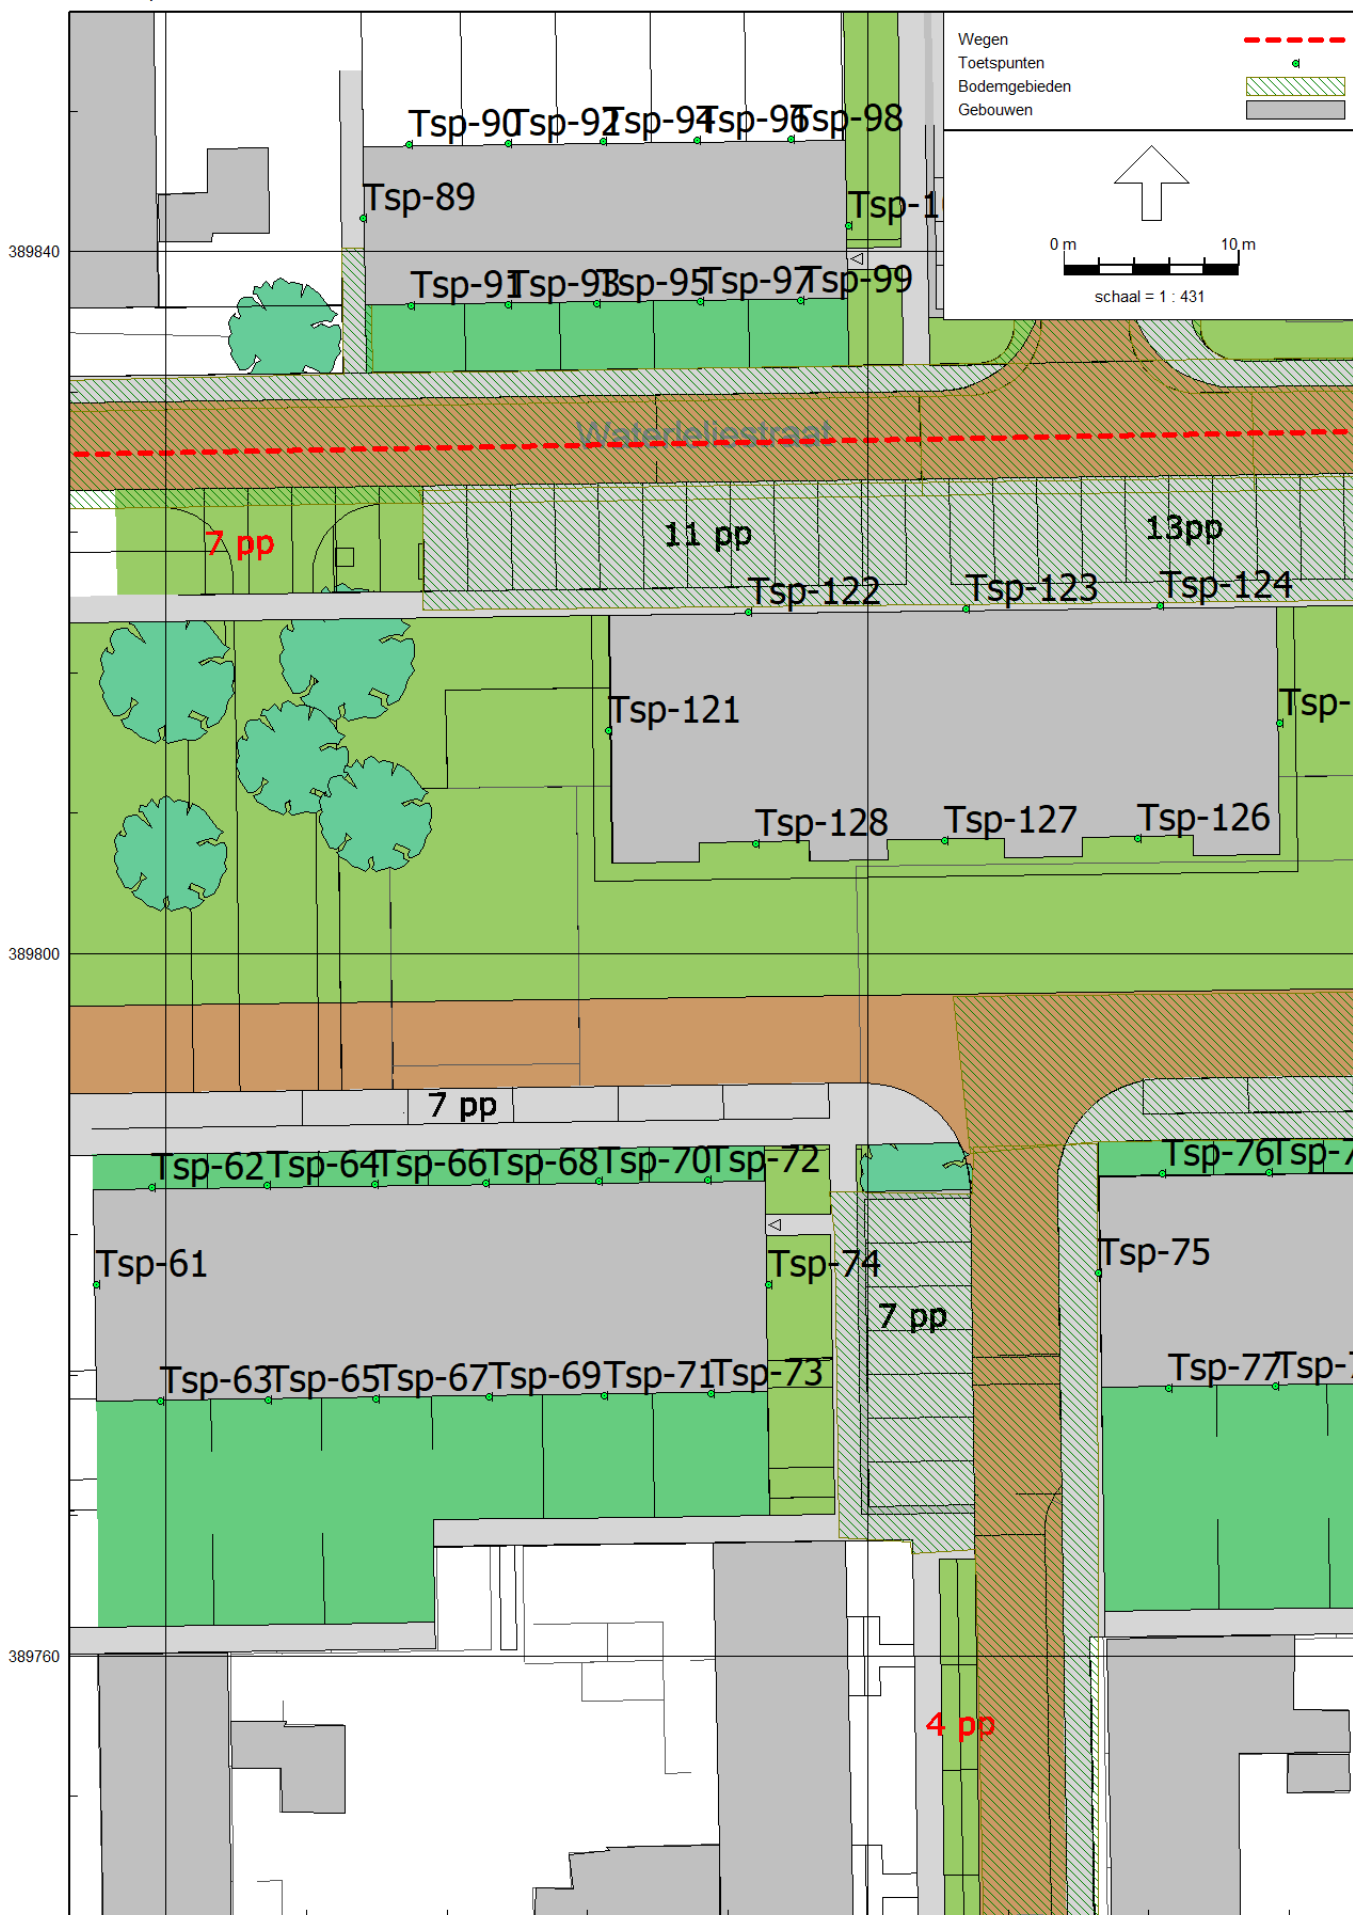 Wegen
Toetspunten
Bodemgebieden
Gebouwen
0 m 10 m
schaal = 1 : 431
Tsp-90 Tsp-92 Tsp-94 Tsp-96 Tsp-98
Tsp-89
389840
Tsp-91 Tsp-93 Tsp-95 Tsp-97 Tsp-99
Waterleliestraat
7 pp 11 pp 13pp
Tsp-122 Tsp-123 Tsp-124
Tsp-121 Tsp-
Tsp-128 Tsp-127 Tsp-126
389800
7 pp
Tsp-62 Tsp-64 Tsp-66 Tsp-68 Tsp-70 Tsp-72 Tsp-76
Tsp-61 Tsp-74 Tsp-75
7 pp
Tsp-63 Tsp-65 Tsp-67 Tsp-69 Tsp-71 Tsp-73 Tsp-77
389760
4 pp